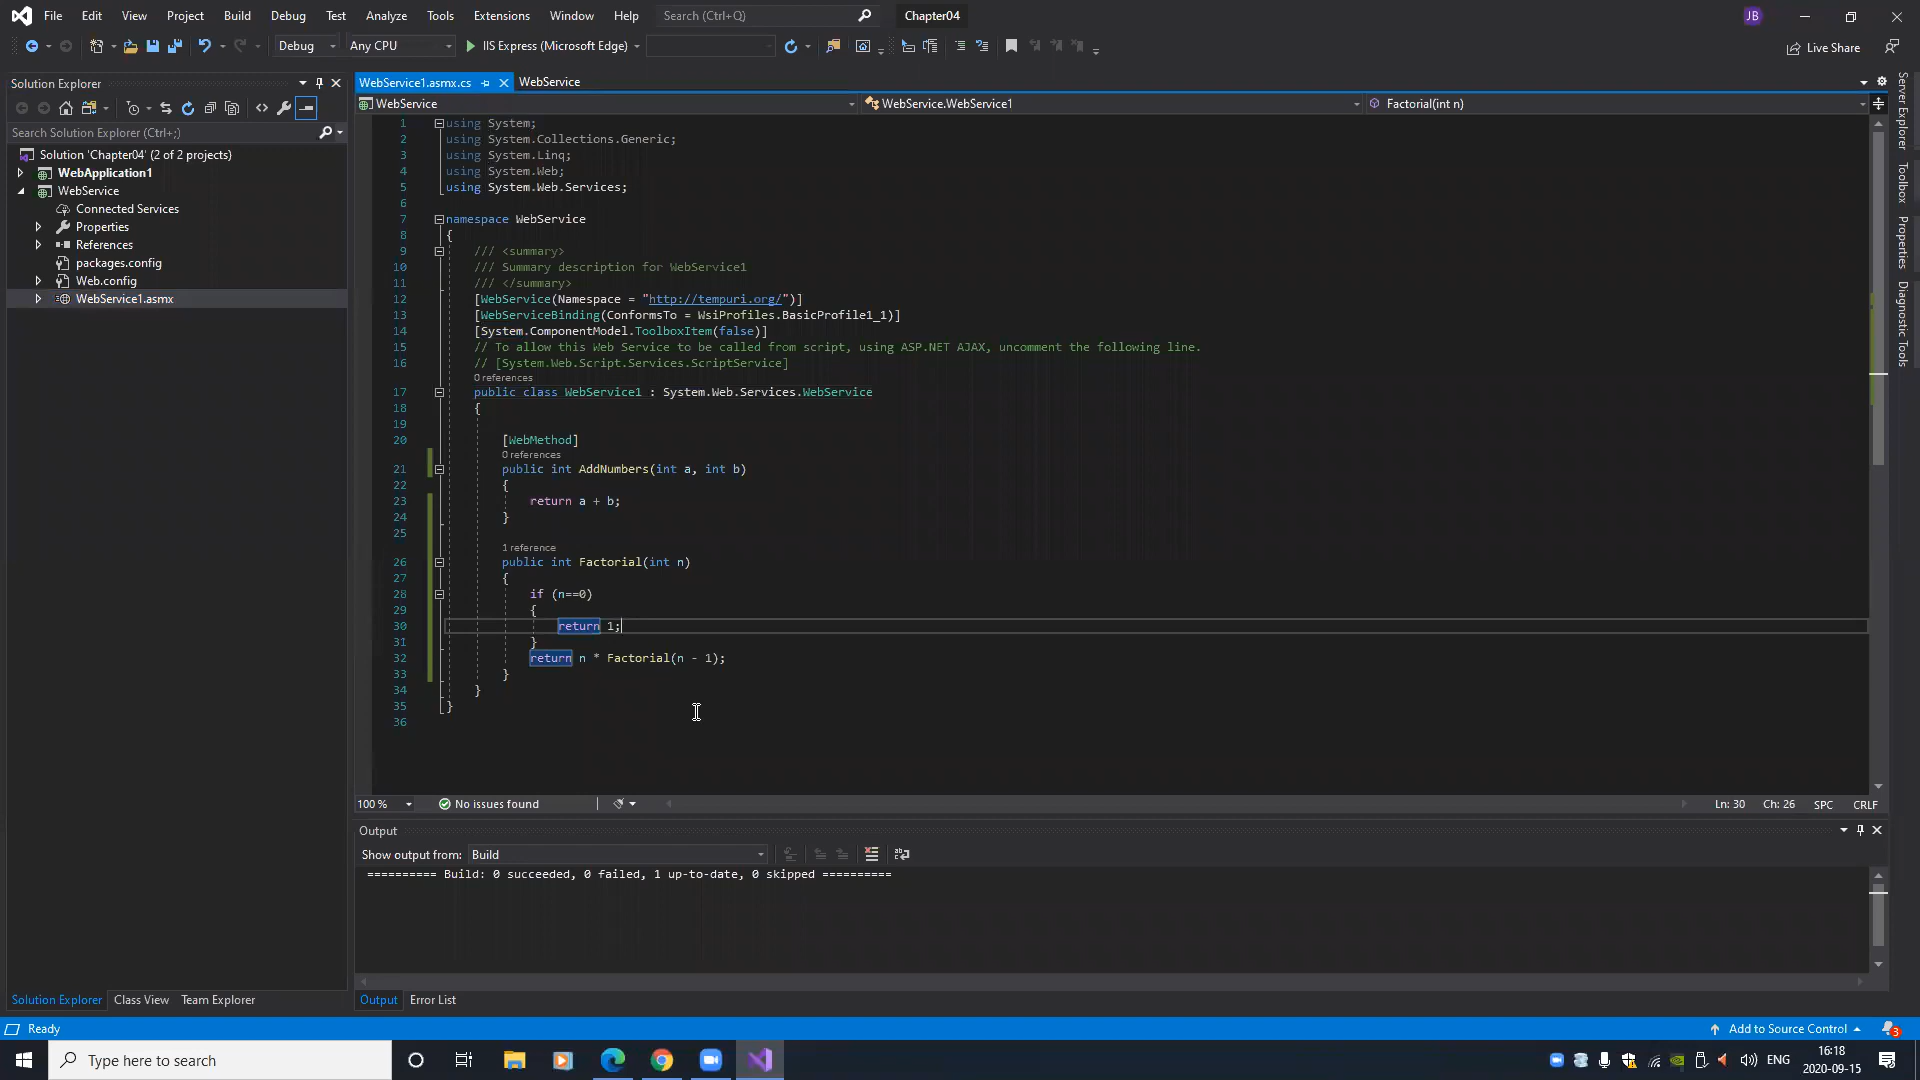 File Edit View Project Build Debug Test Analyze Tools Extensions Window Help Search (Ctrl+Q) Chapter04 JB
Debug Any CPU IIS Express (Microsoft Edge) Live Share
Solution Explorer
Search Solution Explorer (Ctrl+;)
Solution 'Chapter04' (2 of 2 projects)
WebApplication1
WebService
Connected Services
Properties
References
packages.config
Web.config
WebService1.asmx
Solution Explorer Class View Team Explorer
WebService1.asmx.cs WebService
WebService WebService.WebService1 Factorial(int n)
1 using System;
2 using System.Collections.Generic;
3 using System.Linq;
4 using System.Web;
5 using System.Web.Services;
6
7 namespace WebService
8 {
9 /// <summary>
10 /// Summary description for WebService1
11 /// </summary>
12 [WebService(Namespace = "http://tempuri.org/")]
13 [WebServiceBinding(ConformsTo = WsiProfiles.BasicProfile1_1)]
14 [System.ComponentModel.ToolboxItem(false)]
15 // To allow this Web Service to be called from script, using ASP.NET AJAX, uncomment the following line.
16 // [System.Web.Script.Services.ScriptService]
0 references
17 public class WebService1 : System.Web.Services.WebService
18 {
19
20 [WebMethod]
0 references
21 public int AddNumbers(int a, int b)
22 {
23 return a + b;
24 }
25
1 reference
26 public int Factorial(int n)
27 {
28 if (n==0)
29 {
30 return 1;
31 }
32 return n * Factorial(n - 1);
33 }
34 }
35 }
36
100 % No issues found Ln: 30 Ch: 26 SPC CRLF
Output
Show output from: Build
========== Build: 0 succeeded, 0 failed, 1 up-to-date, 0 skipped ==========
Output Error List
Server Explorer
Toolbox
Properties
Diagnostic Tools
Ready Add to Source Control 3
Type here to search ENG 16:18
2020-09-15